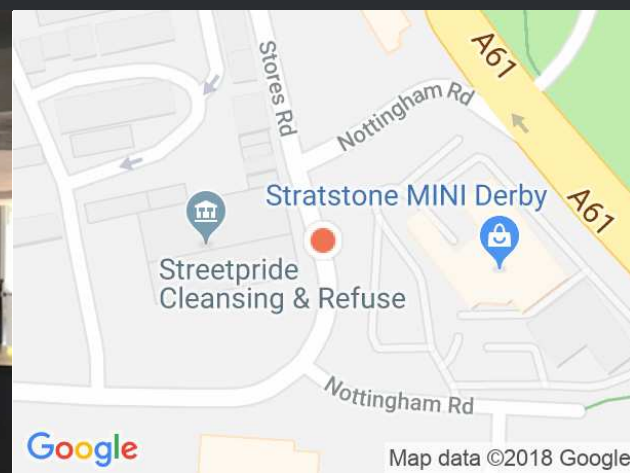 A61
Stores Rd
Nottingham Rd
Stratstone MINI Derby
A61
Streetpride
Cleansing & Refuse
Nottingham Rd
Google
Map data ©2018 Google